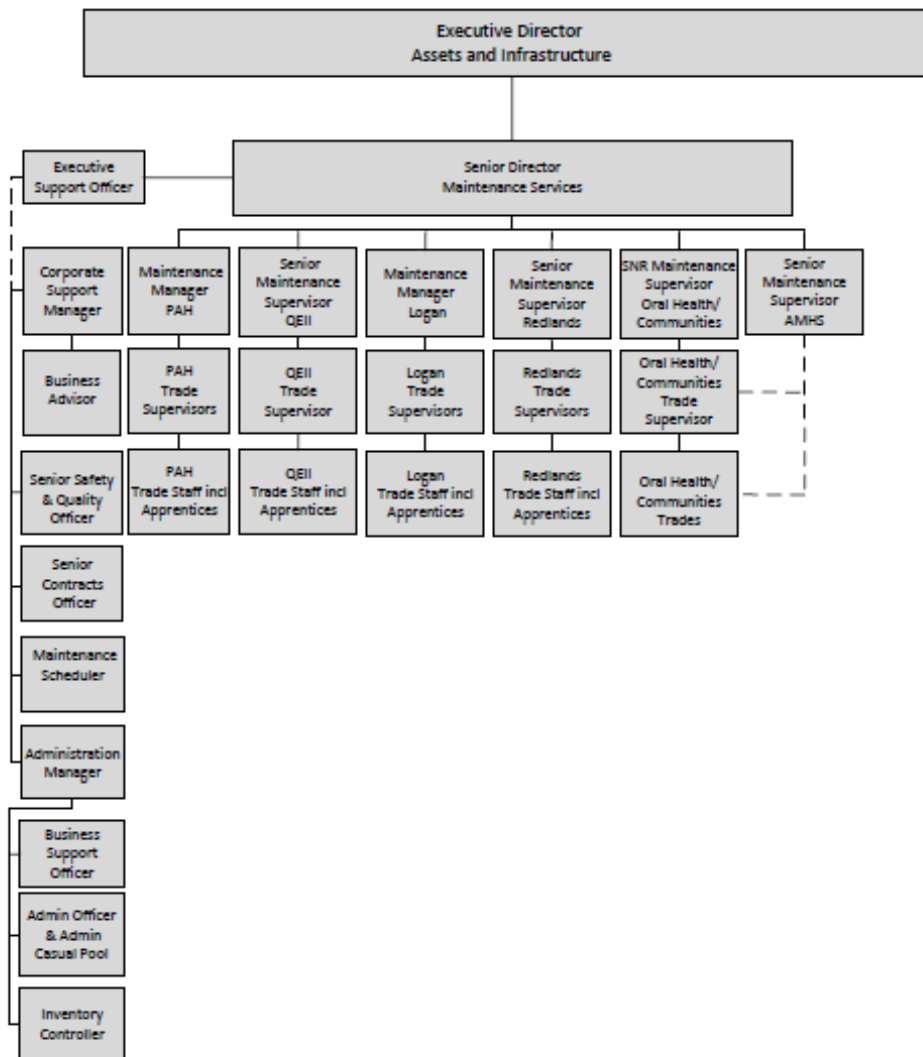 Executive Director
Assets and Infrastructure
Executive
Support Officer
Senior Director
Maintenance Services
Corporate
Support
Manager
Maintenance
Manager
PAH
Senior
Maintenance
Supervisor
QEII
Maintenance
Manager
Logan
Senior
Maintenance
Supervisor
Redlands
SNR Maintenance
Supervisor
Oral Health/
Communities
Senior
Maintenance
Supervisor
AMHS
Business
Advisor
PAH
Trade
Supervisors
QEII
Trade
Supervisor
Logan
Trade
Supervisors
Redlands
Trade
Supervisors
Oral Health/
Communities
Trade
Supervisor
Senior Safety
& Quality
Officer
PAH
Trade Staff incl
Apprentices
QEII
Trade Staff incl
Apprentices
Logan
Trade Staff incl
Apprentices
Redlands
Trade Staff incl
Apprentices
Oral Health/
Communities
Trades
Senior
Contracts
Officer
Maintenance
Scheduler
Administration
Manager
Business
Support
Officer
Admin Officer
& Admin
Casual Pool
Inventory
Controller